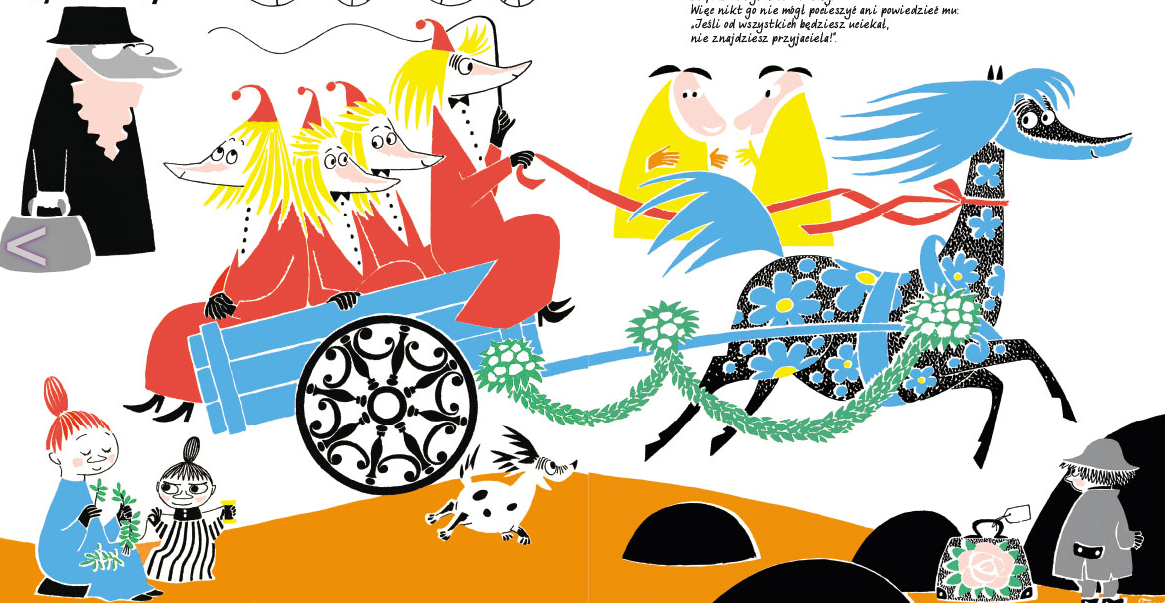 Więc nikt go nie mógł pocieszyć ani powiedzieć mu:
„Jeśli od wszystkich będziesz uciekał,
nie znajdziesz przyjaciela!”.